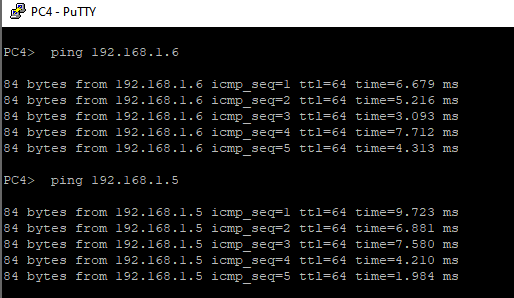 PC4 - PuTTY
PC4>  ping 192.168.1.6
84 bytes from 192.168.1.6 icmp_seq=1 ttl=64 time=6.679 ms
84 bytes from 192.168.1.6 icmp_seq=2 ttl=64 time=5.216 ms
84 bytes from 192.168.1.6 icmp_seq=3 ttl=64 time=3.093 ms
84 bytes from 192.168.1.6 icmp_seq=4 ttl=64 time=7.712 ms
84 bytes from 192.168.1.6 icmp_seq=5 ttl=64 time=4.313 ms
PC4>  ping 192.168.1.5
84 bytes from 192.168.1.5 icmp_seq=1 ttl=64 time=9.723 ms
84 bytes from 192.168.1.5 icmp_seq=2 ttl=64 time=6.881 ms
84 bytes from 192.168.1.5 icmp_seq=3 ttl=64 time=7.580 ms
84 bytes from 192.168.1.5 icmp_seq=4 ttl=64 time=4.210 ms
84 bytes from 192.168.1.5 icmp_seq=5 ttl=64 time=1.984 ms